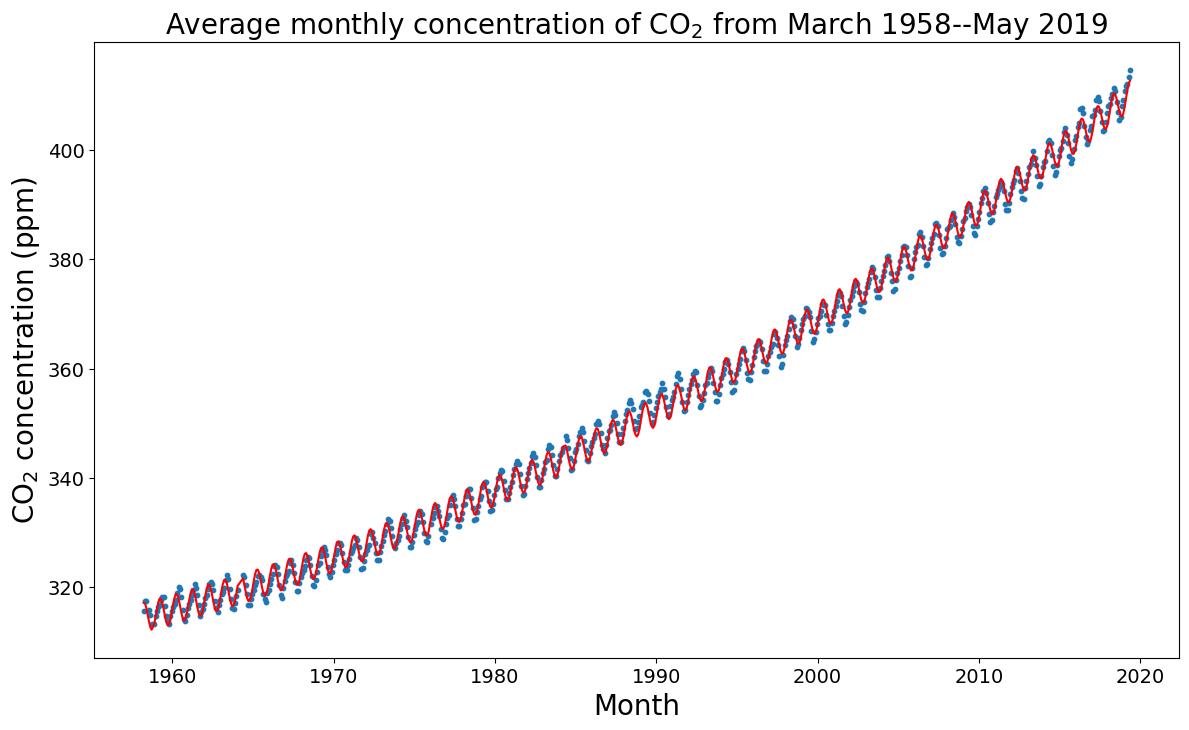 Average monthly concentration of CO₂ from March 1958--May 2019
CO₂ concentration (ppm)
400
380
360
340
320
1960 1970 1980 1990 2000 2010 2020
Month